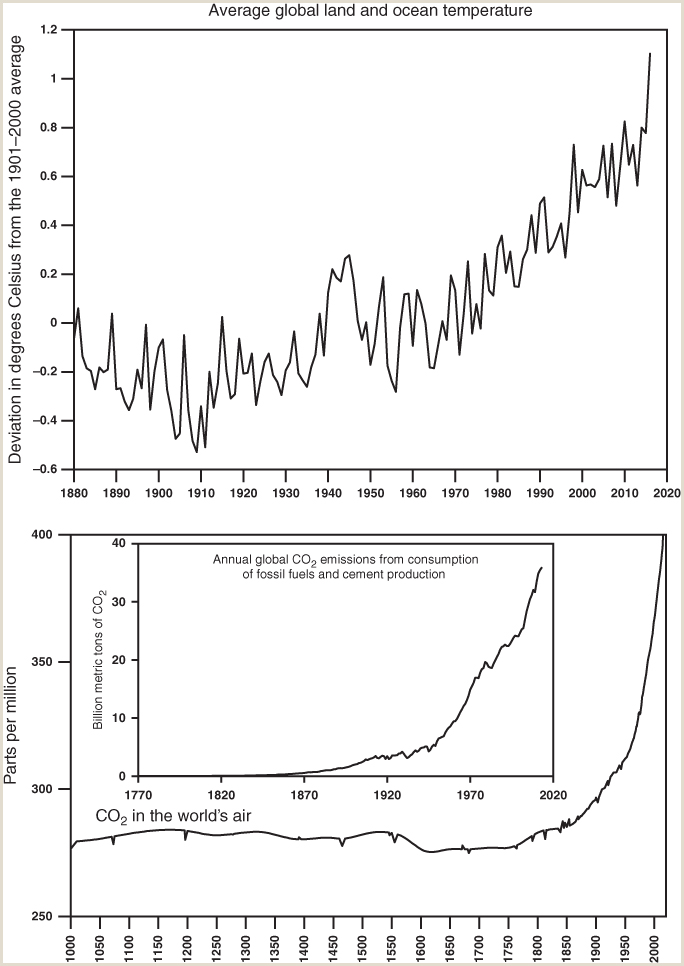 Average global land and ocean temperature
Deviation in degrees Celsius from the 1901–2000 average
1.2
1
0.8
0.6
0.4
0.2
0
–0.2
–0.4
–0.6
1880 1890 1900 1910 1920 1930 1940 1950 1960 1970 1980 1990 2000 2010 2020
Parts per million
400
350
300
250
Annual global CO2 emissions from consumption
of fossil fuels and cement production
Billion metric tons of CO2
40
30
20
10
0
1770 1820 1870 1920 1970 2020
CO2 in the world's air
1000 1050 1100 1150 1200 1250 1300 1350 1400 1450 1500 1550 1600 1650 1700 1750 1800 1850 1900 1950 2000